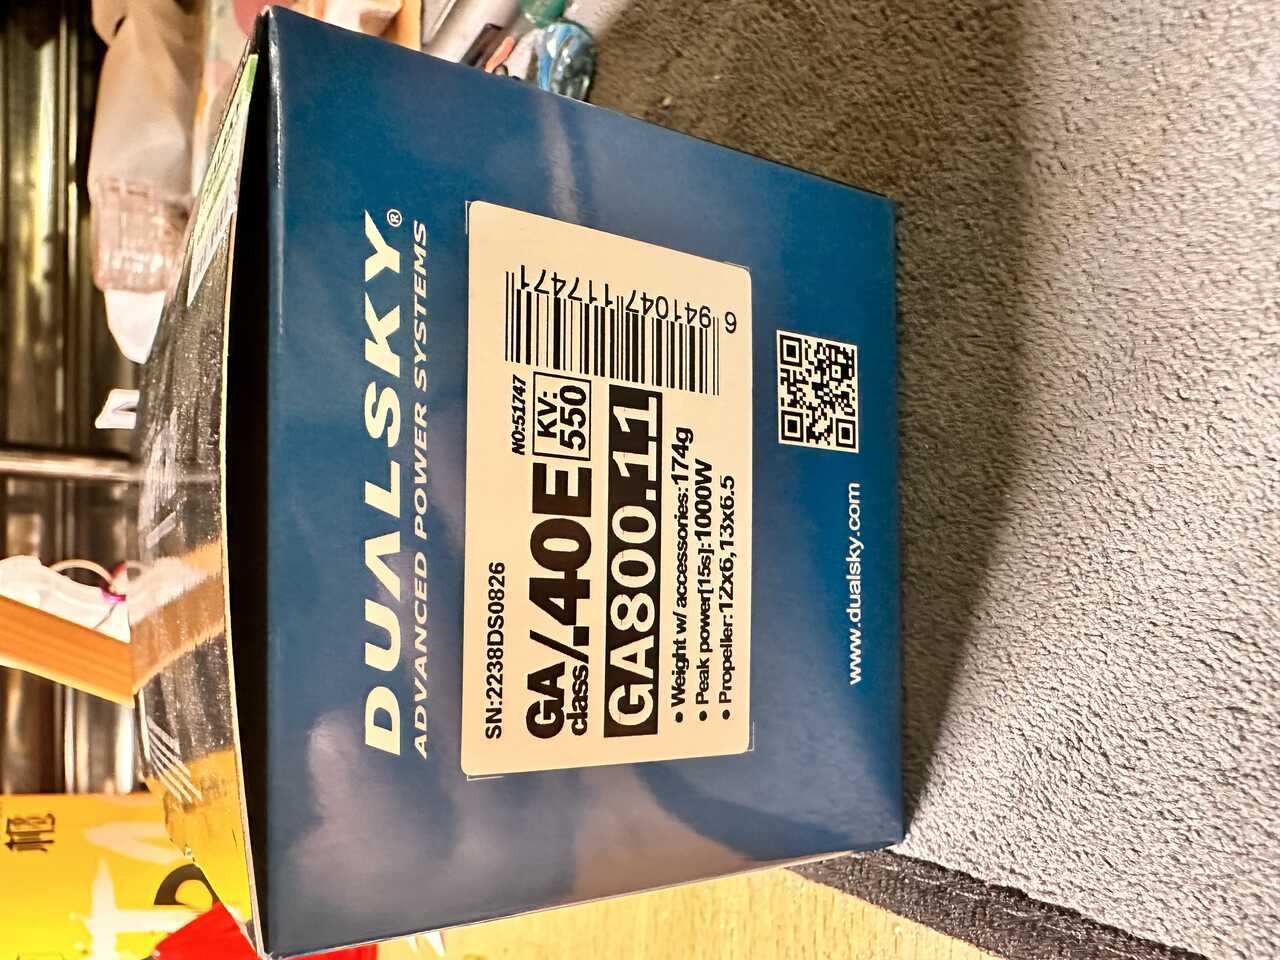 DUALSKY®
ADVANCED POWER SYSTEMS
SN:2238DS0826
GA/.40E
class
NO:51747
KV:
550
GA800.11
• Weight w/ accessories:174g
• Peak power[15s]:1000W
• Propeller:12x6,13x6.5
6 941047 117471
www.dualsky.com